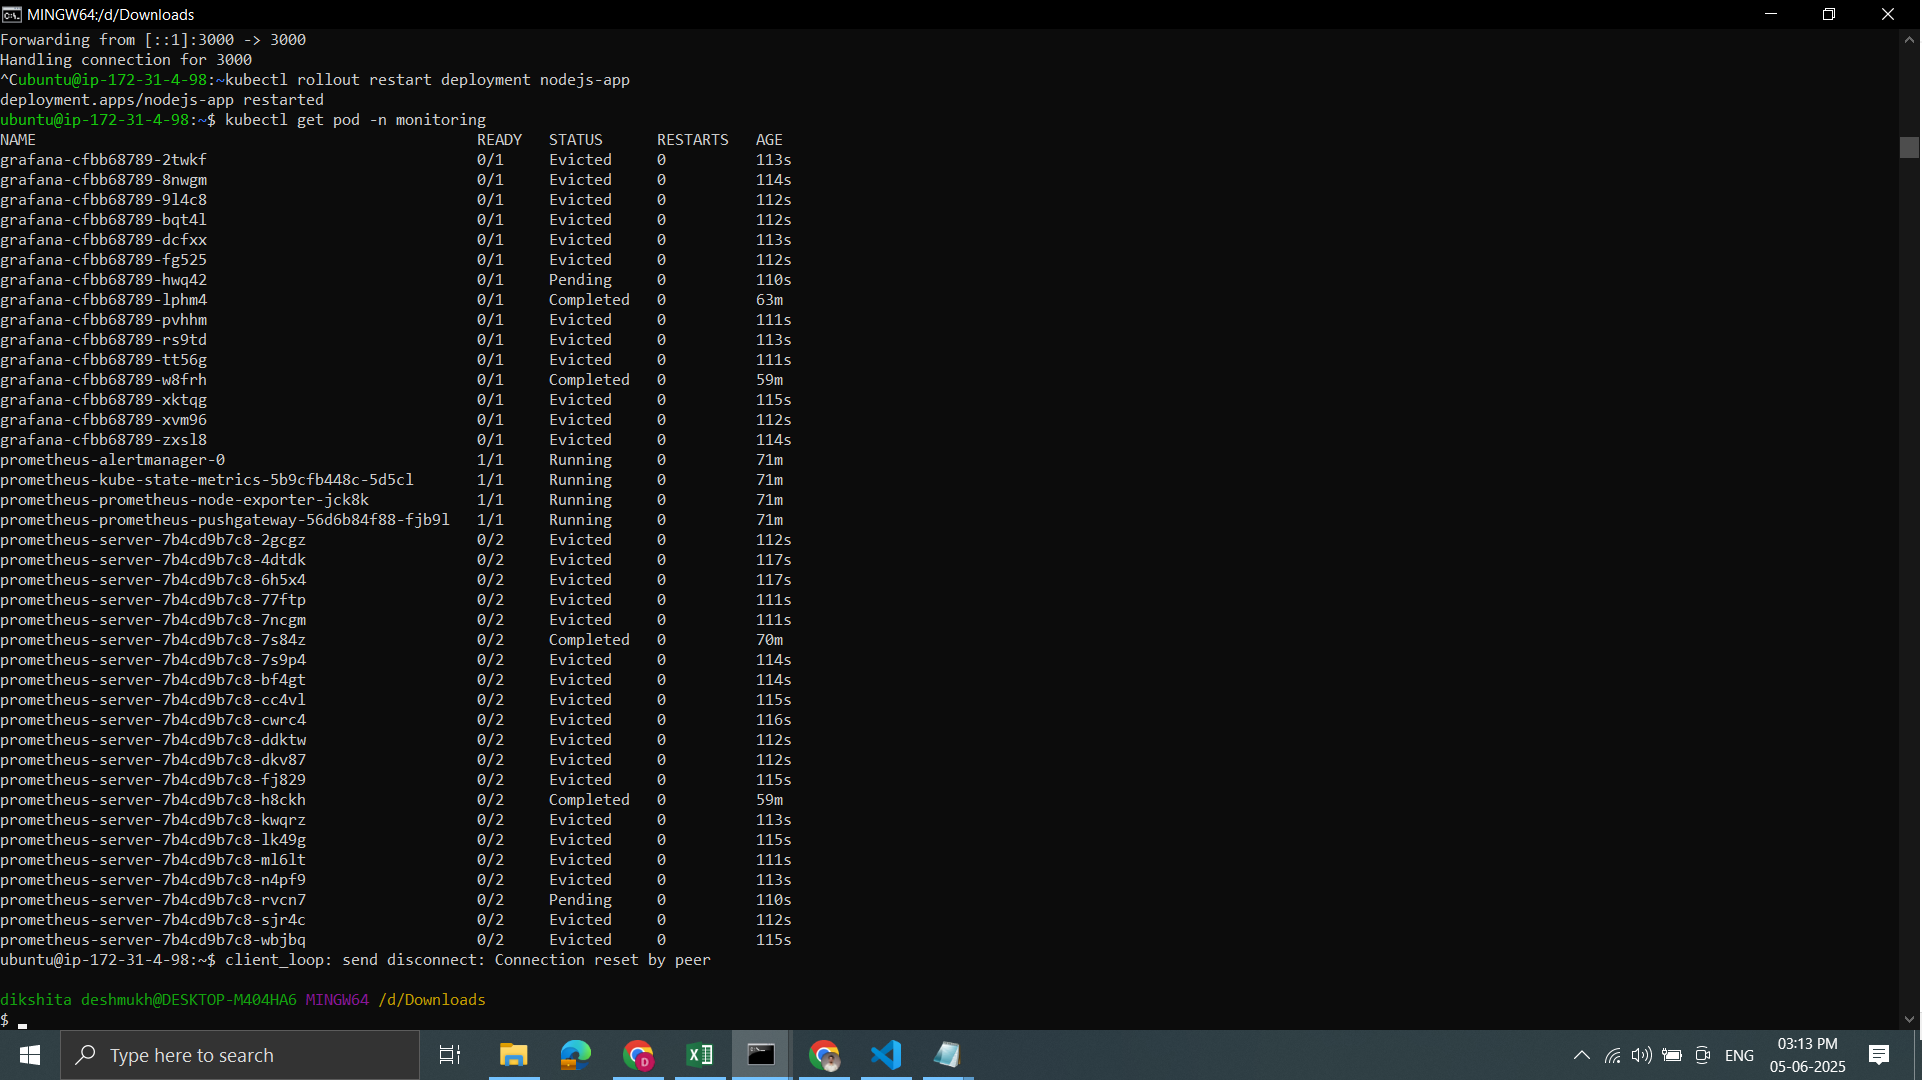 MINGW64:/d/Downloads
Forwarding from [::1]:3000 -> 3000
Handling connection for 3000
^Cubuntu@ip-172-31-4-98:~kubectl rollout restart deployment nodejs-app
deployment.apps/nodejs-app restarted
ubuntu@ip-172-31-4-98:~$ kubectl get pod -n monitoring
NAME READY STATUS RESTARTS AGE
grafana-cfbb68789-2twkf 0/1 Evicted 0 113s
grafana-cfbb68789-8nwgm 0/1 Evicted 0 114s
grafana-cfbb68789-9l4c8 0/1 Evicted 0 112s
grafana-cfbb68789-bqt4l 0/1 Evicted 0 112s
grafana-cfbb68789-dcfxx 0/1 Evicted 0 113s
grafana-cfbb68789-fg525 0/1 Evicted 0 112s
grafana-cfbb68789-hwq42 0/1 Pending 0 110s
grafana-cfbb68789-lphm4 0/1 Completed 0 63m
grafana-cfbb68789-pvhhm 0/1 Evicted 0 111s
grafana-cfbb68789-rs9td 0/1 Evicted 0 113s
grafana-cfbb68789-tt56g 0/1 Evicted 0 111s
grafana-cfbb68789-w8frh 0/1 Completed 0 59m
grafana-cfbb68789-xktqg 0/1 Evicted 0 115s
grafana-cfbb68789-xvm96 0/1 Evicted 0 112s
grafana-cfbb68789-zxsl8 0/1 Evicted 0 114s
prometheus-alertmanager-0 1/1 Running 0 71m
prometheus-kube-state-metrics-5b9cfb448c-5d5cl 1/1 Running 0 71m
prometheus-prometheus-node-exporter-jck8k 1/1 Running 0 71m
prometheus-prometheus-pushgateway-56d6b84f88-fjb9l 1/1 Running 0 71m
prometheus-server-7b4cd9b7c8-2gcgz 0/2 Evicted 0 112s
prometheus-server-7b4cd9b7c8-4dtdk 0/2 Evicted 0 117s
prometheus-server-7b4cd9b7c8-6h5x4 0/2 Evicted 0 117s
prometheus-server-7b4cd9b7c8-77ftp 0/2 Evicted 0 111s
prometheus-server-7b4cd9b7c8-7ncgm 0/2 Evicted 0 111s
prometheus-server-7b4cd9b7c8-7s84z 0/2 Completed 0 70m
prometheus-server-7b4cd9b7c8-7s9p4 0/2 Evicted 0 114s
prometheus-server-7b4cd9b7c8-bf4gt 0/2 Evicted 0 114s
prometheus-server-7b4cd9b7c8-cc4vl 0/2 Evicted 0 115s
prometheus-server-7b4cd9b7c8-cwrc4 0/2 Evicted 0 116s
prometheus-server-7b4cd9b7c8-ddktw 0/2 Evicted 0 112s
prometheus-server-7b4cd9b7c8-dkv87 0/2 Evicted 0 112s
prometheus-server-7b4cd9b7c8-fj829 0/2 Evicted 0 115s
prometheus-server-7b4cd9b7c8-h8ckh 0/2 Completed 0 59m
prometheus-server-7b4cd9b7c8-kwqrz 0/2 Evicted 0 113s
prometheus-server-7b4cd9b7c8-lk49g 0/2 Evicted 0 115s
prometheus-server-7b4cd9b7c8-ml6lt 0/2 Evicted 0 111s
prometheus-server-7b4cd9b7c8-n4pf9 0/2 Evicted 0 113s
prometheus-server-7b4cd9b7c8-rvcn7 0/2 Pending 0 110s
prometheus-server-7b4cd9b7c8-sjr4c 0/2 Evicted 0 112s
prometheus-server-7b4cd9b7c8-wbjbq 0/2 Evicted 0 115s
ubuntu@ip-172-31-4-98:~$ client_loop: send disconnect: Connection reset by peer
dikshita deshmukh@DESKTOP-M404HA6 MINGW64 /d/Downloads
$
Type here to search
ENG
03:13 PM
05-06-2025